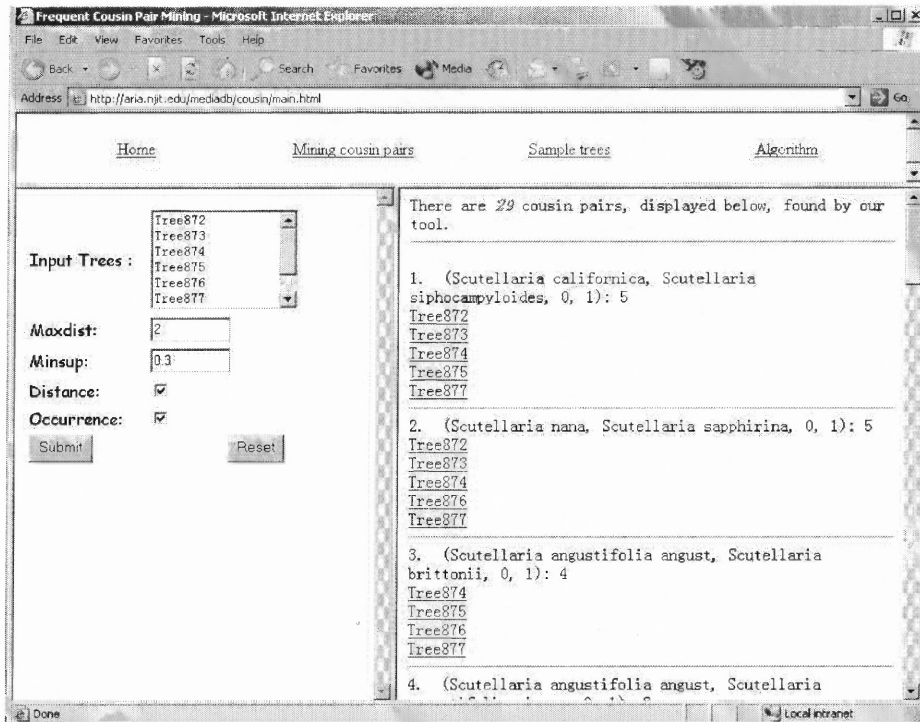 Frequent Cousin Pair Mining - Microsoft Internet Explorer
File Edit View Favorites Tools Help
Back Search Favorites Media
Address http://aria.njit.edu/mediadb/cousin/main.html Go
Home Mining cousin pairs Sample trees Algorithm
Input Trees :
Tree872
Tree873
Tree874
Tree875
Tree876
Tree877
Maxdist: 2
Minsup: 0.3
Distance:
Occurrence:
Submit Reset
There are 29 cousin pairs, displayed below, found by our
tool.
1. (Scutellaria californica, Scutellaria
siphocampyloides, 0, 1): 5
Tree872
Tree873
Tree874
Tree875
Tree877
2. (Scutellaria nana, Scutellaria sapphirina, 0, 1): 5
Tree872
Tree873
Tree874
Tree876
Tree877
3. (Scutellaria angustifolia angust, Scutellaria
brittonii, 0, 1): 4
Tree874
Tree875
Tree876
Tree877
4. (Scutellaria angustifolia angust, Scutellaria
Done Local intranet